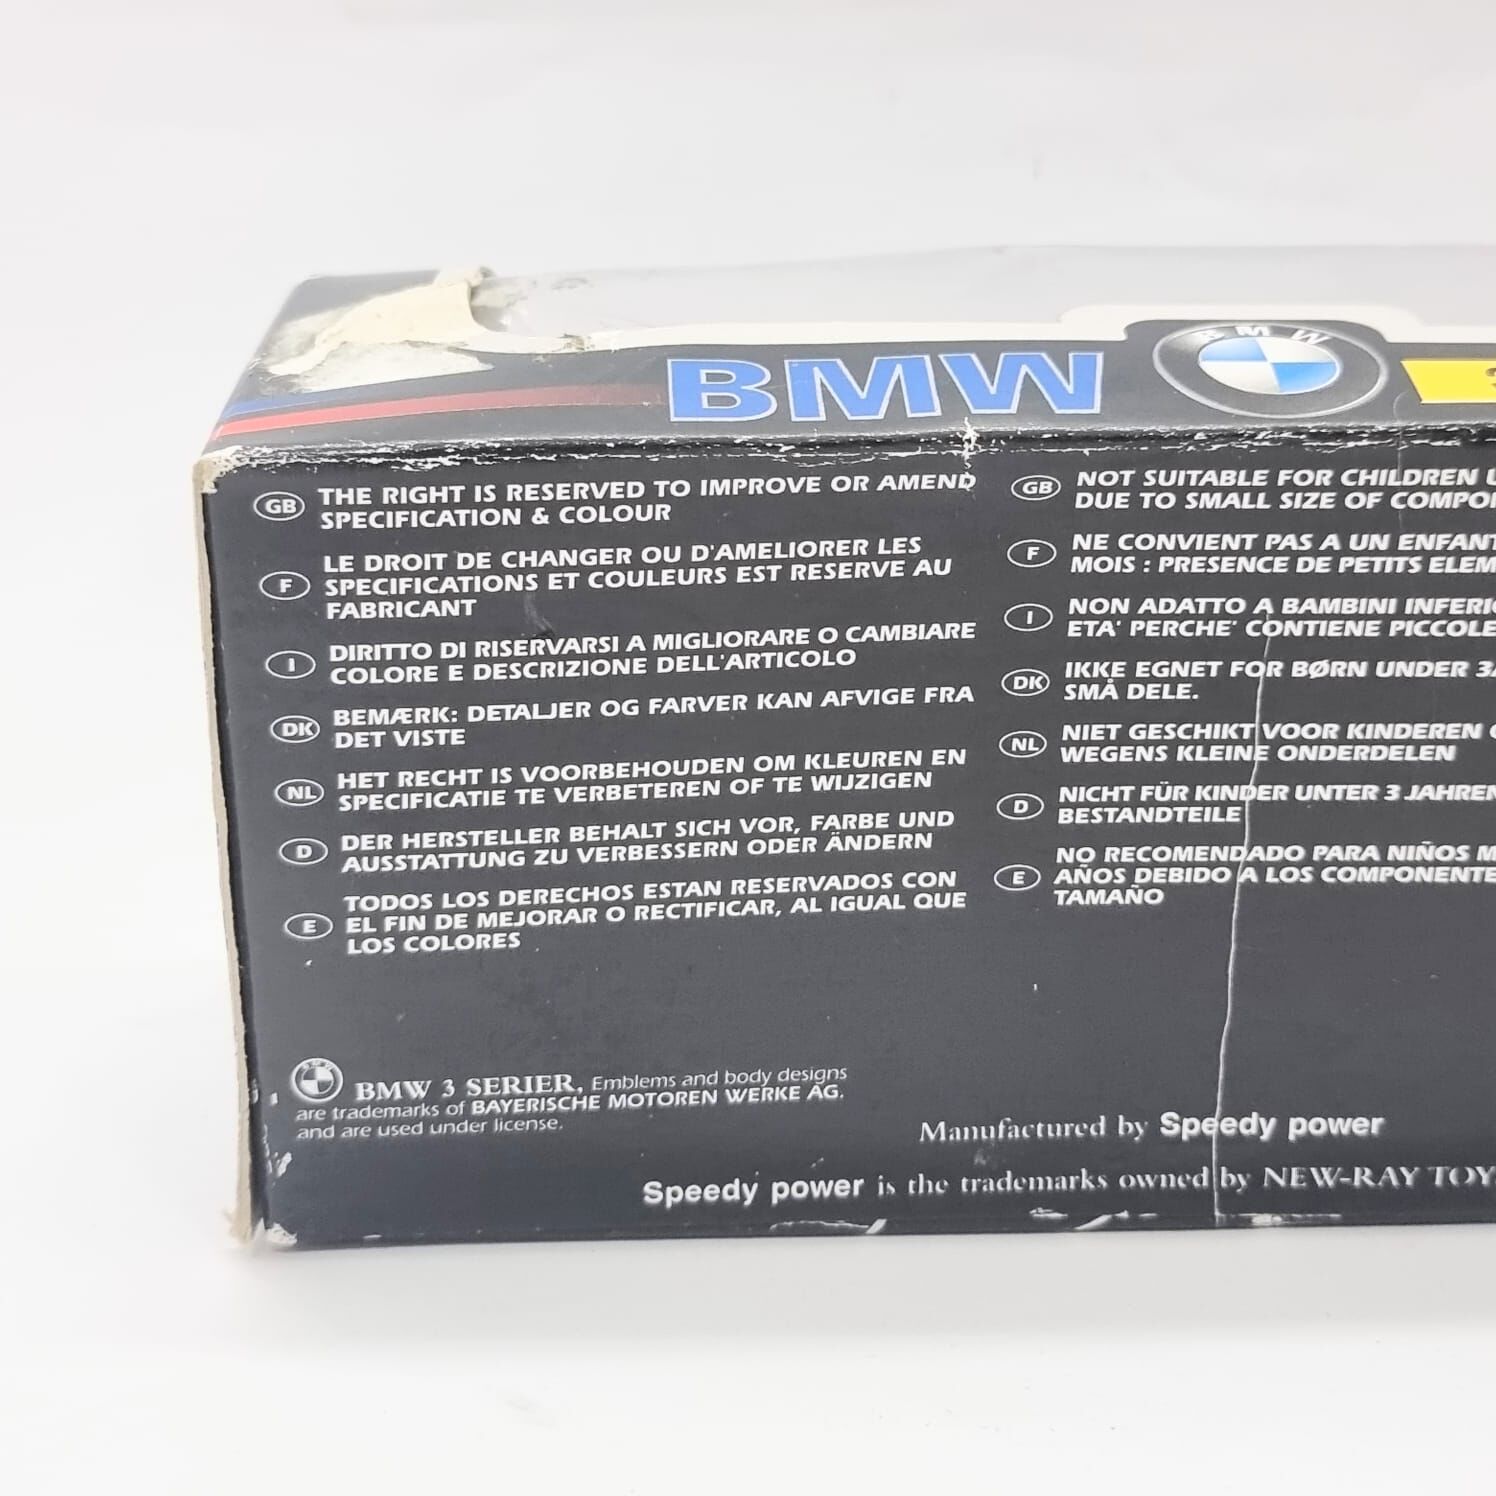 BMW
BMW
GB THE RIGHT IS RESERVED TO IMPROVE OR AMEND
SPECIFICATION & COLOUR
F LE DROIT DE CHANGER OU D'AMELIORER LES
SPECIFICATIONS ET COULEURS EST RESERVE AU
FABRICANT
I DIRITTO DI RISERVARSI A MIGLIORARE O CAMBIARE
COLORE E DESCRIZIONE DELL'ARTICOLO
DK BEMÆRK: DETALJER OG FARVER KAN AFVIGE FRA
DET VISTE
NL HET RECHT IS VOORBEHOUDEN OM KLEUREN EN
SPECIFICATIE TE VERBETEREN OF TE WIJZIGEN
D DER HERSTELLER BEHALT SICH VOR, FARBE UND
AUSSTATTUNG ZU VERBESSERN ODER ÄNDERN
E TODOS LOS DERECHOS ESTAN RESERVADOS CON
EL FIN DE MEJORAR O RECTIFICAR, AL IGUAL QUE
LOS COLORES
GB NOT SUITABLE FOR CHILDREN
DUE TO SMALL SIZE OF
F NE CONVIENT PAS A UN ENFANT
MOIS : PRESENCE DE PETITS
I NON ADATTO A BAMBINI
ETA' PERCHE' CONTIENE PICCOLE
DK IKKE EGNET FOR BØRN UNDER
SMÅ DELE.
NL NIET GESCHIKT VOOR KINDEREN
WEGENS KLEINE ONDERDELEN
D NICHT FÜR KINDER UNTER 3 JAHREN
BESTANDTEILE
E NO RECOMENDADO PARA NIÑOS
AÑOS DEBIDO A LOS
TAMAÑO
BMW 3 SERIER, Emblems and body designs
are trademarks of BAYERISCHE MOTOREN WERKE AG.
and are used under license.
Manufactured by Speedy power
Speedy power is the trademarks owned by NEW-RAY